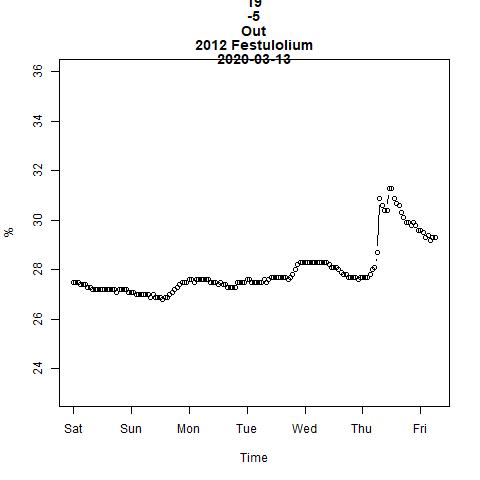 19
-5
Out
2012 Festulolium
2020-03-13
36
34
32
30
28
26
24
%
Sat Sun Mon Tue Wed Thu Fri
Time